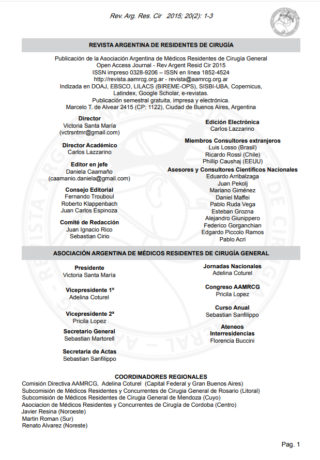 Rev. Arg. Res. Cir 2015; 20(2): 1-3
REVISTA ARGENTINA DE RESIDENTES DE CIRUGÍA
Publicación de la Asociación Argentina de Médicos Residentes de Cirugía General
Open Access Journal - Rev Argent Resid Cir 2015
ISSN impreso 0328-9206 – ISSN en línea 1852-4524
http://revista.aamrcg.org.ar - revista@aamrcg.org.ar
Indizada en DOAJ, EBSCO, LILACS (BIREME-OPS), SISBI-UBA, Copernicus,
Latindex, Google Scholar, e-revistas.
Publicación semestral gratuita, impresa y electrónica.
Marcelo T. de Alvear 2415 (CP: 1122), Ciudad de Buenos Aires, Argentina
Director
Victoria Santa María
(vctrsntmr@gmail.com)
Director Académico
Carlos Lazzarino
Editor en jefe
Daniela Caamaño
(caamanio.daniela@gmail.com)
Consejo Editorial
Fernando Trouboul
Roberto Klappenbach
Juan Carlos Espinoza
Comité de Redacción
Juan Ignacio Rico
Sebastian Cirio
Edición Electrónica
Carlos Lazzarino
Miembros Consultores extranjeros
Luis Losso (Brasil)
Ricardo Rossi (Chile)
Phillip Caushaj (EEUU)
Asesores y Consultores Científicos Nacionales
Eduardo Arribalzaga
Juan Pekolj
Mariano Giménez
Daniel Maffei
Pablo Ruda Vega
Esteban Grozna
Alejandro Giunippero
Federico Gorganchian
Edgardo Piccolo Ramos
Pablo Acri
ASOCIACIÓN ARGENTINA DE MÉDICOS RESIDENTES DE CIRUGÍA GENERAL
Presidente
Victoria Santa María
Vicepresidente 1º
Adelina Coturel
Vicepresidente 2º
Pricila Lopez
Secretario General
Sebastian Martorell
Secretaria de Actas
Sebastian Sanfilippo
Jornadas Nacionales
Adelina Coturel
Congreso AAMRCG
Pricila Lopez
Curso Anual
Sebastian Sanfilippo
Ateneos
Interresidencias
Florencia Buccini
COORDINADORES REGIONALES
Comisión Directiva AAMRCG, Adelina Coturel (Capital Federal y Gran Buenos Aires)
Subcomisión de Médicos Residentes y Concurrentes de Cirugía General de Rosario (Litoral)
Subcomisión de Médicos Residentes de Cirugía General de Mendoza (Cuyo)
Asociacion de Médicos Residentes y Concurrentes de Cirugía de Cordoba (Centro)
Javier Resina (Noroeste)
Martin Roman (Sur)
Renato Alvarez (Noreste)
Pag. 1